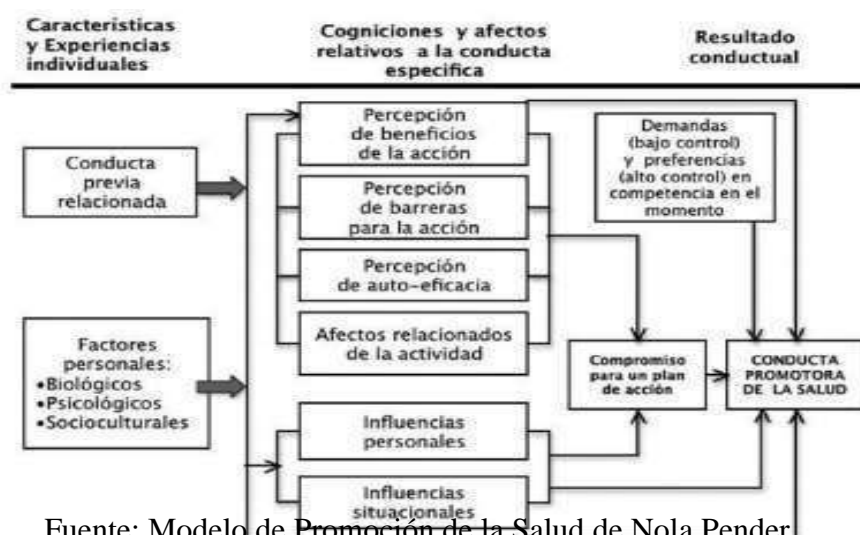 Características
y Experiencias
individuales
Cogniciones y afectos
relativos a la conducta
especifica
Resultado
conductual
Conducta
previa
relacionada
Factores
personales:
•Biológicos
•Psicológicos
•Socioculturales
Percepción
de beneficios
de la acción
Percepción
de barreras
para la acción
Percepción
de auto-eficacia
Afectos relacionados
de la actividad
Influencias
personales
Influencias
situacionales
Demandas
(bajo control)
y preferencias
(alto control) en
competencia en el
momento
Compromiso
para un plan
de acción
CONDUCTA
PROMOTORA
DE LA SALUD
Fuente: Modelo de Promoción de la Salud de Nola Pender